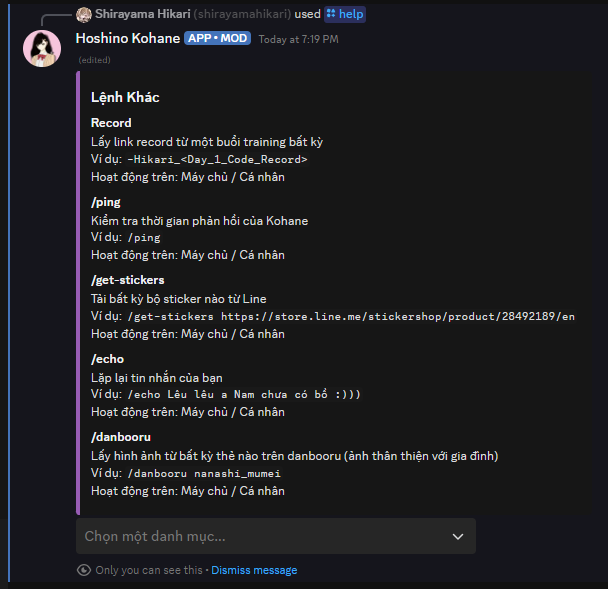 Shirayama Hikari (shirayamahikari) used help
Hoshino Kohane APP • MOD Today at 7:19 PM
(edited)
Lệnh Khác
Record
Lấy link record từ một buổi training bất kỳ
Ví dụ: -Hikari_<Day_1_Code_Record>
Hoạt động trên: Máy chủ / Cá nhân
/ping
Kiểm tra thời gian phản hồi của Kohane
Ví dụ: /ping
Hoạt động trên: Máy chủ / Cá nhân
/get-stickers
Tải bất kỳ bộ sticker nào từ Line
Ví dụ: /get-stickers https://store.line.me/stickershop/product/28492189/en
Hoạt động trên: Máy chủ / Cá nhân
/echo
Lặp lại tin nhắn của bạn
Ví dụ: /echo Lêu lêu a Nam chưa có bồ :)))
Hoạt động trên: Máy chủ / Cá nhân
/danbooru
Lấy hình ảnh từ bất kỳ thẻ nào trên danbooru (ảnh thân thiện với gia đình)
Ví dụ: /danbooru nanashi_mumei
Hoạt động trên: Máy chủ / Cá nhân
Chọn một danh mục...
Only you can see this • Dismiss message